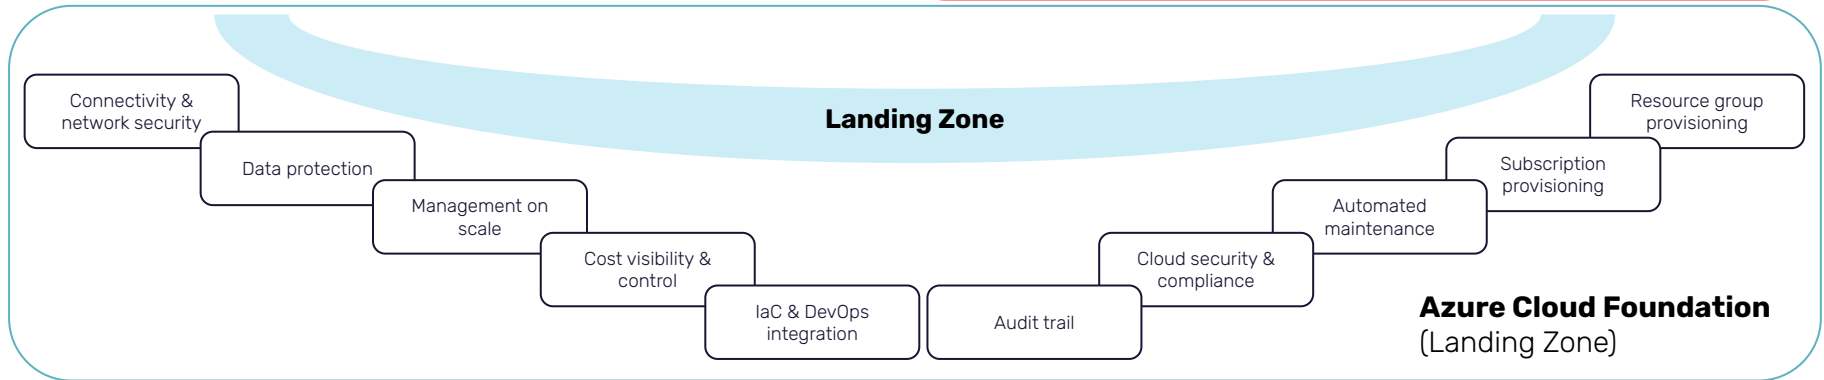 Landing Zone
Connectivity &
network security
Data protection
Management on
scale
Cost visibility &
control
IaC & DevOps
integration
Audit trail
Cloud security &
compliance
Automated
maintenance
Subscription
provisioning
Resource group
provisioning
Azure Cloud Foundation
(Landing Zone)